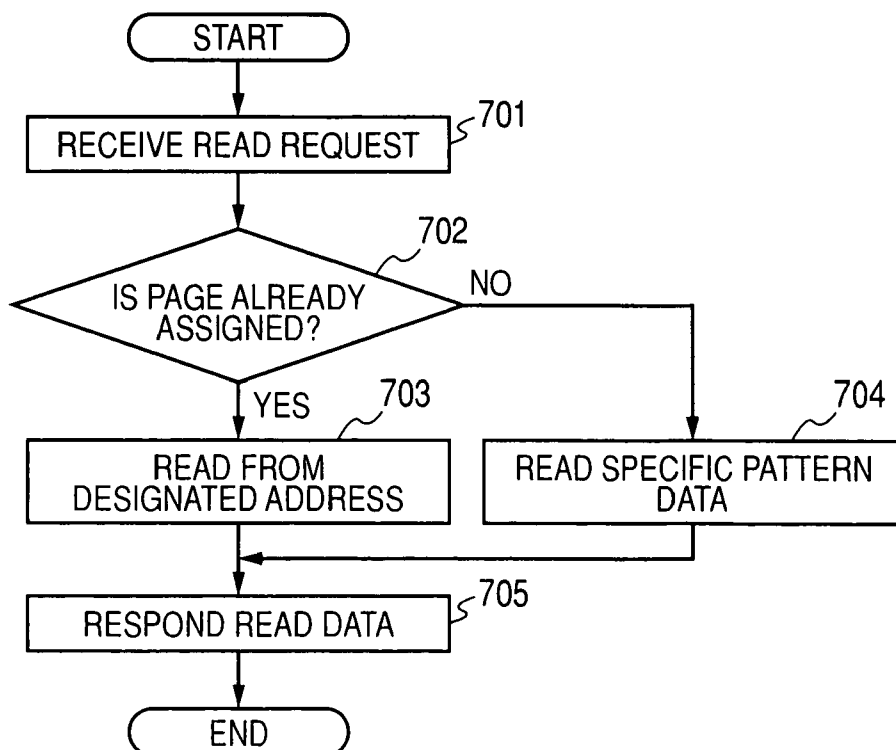 START
701
RECEIVE READ REQUEST
702
IS PAGE ALREADY
ASSIGNED?
NO
YES
703
READ FROM
DESIGNATED ADDRESS
704
READ SPECIFIC PATTERN
DATA
705
RESPOND READ DATA
END